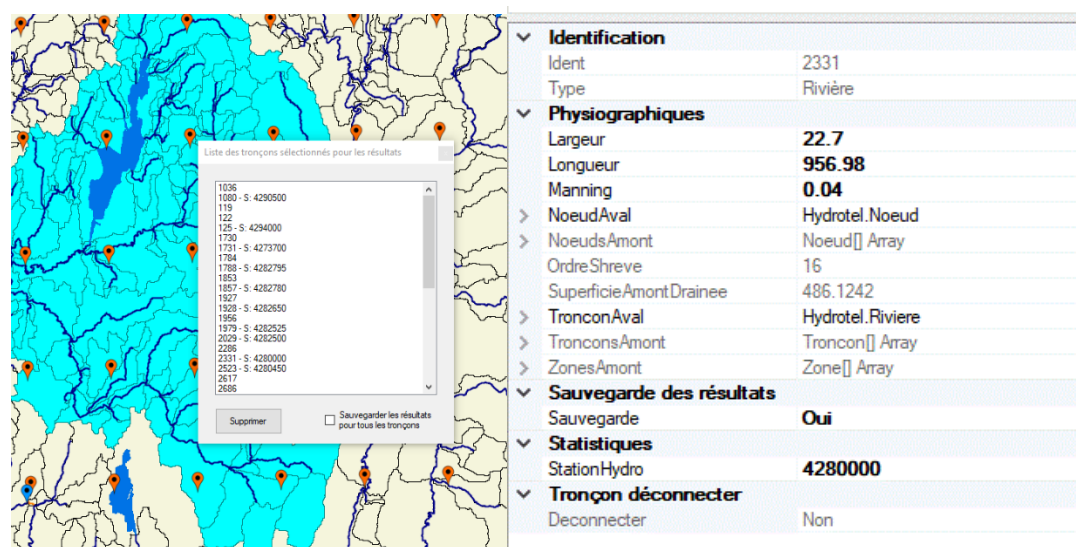 Liste des tronçons sélectionnés pour les résultats
1036
1080 - S: 4290500
119
122
125 - S: 4294000
1730
1731 - S: 4273700
1784
1788 - S: 4282795
1853
1857 - S: 4282780
1927
1928 - S: 4282650
1956
1979 - S: 4282525
2029 - S: 4282500
2286
2331 - S: 4280000
2523 - S: 4280450
2617
2686
Supprimer
Sauvegarder les résultats
pour tous les tronçons
Identification
Ident 2331
Type Rivière
Physiographiques
Largeur 22.7
Longueur 956.98
Manning 0.04
NoeudAval Hydrotel.Noeud
NoeudsAmont Noeud[] Array
OrdreShreve 16
SuperficieAmontDrainee 486.1242
TronconAval Hydrotel.Riviere
TronconsAmont Troncon[] Array
ZonesAmont Zone[] Array
Sauvegarde des résultats
Sauvegarde Oui
Statistiques
StationHydro 4280000
Tronçon déconnecter
Deconnecter Non